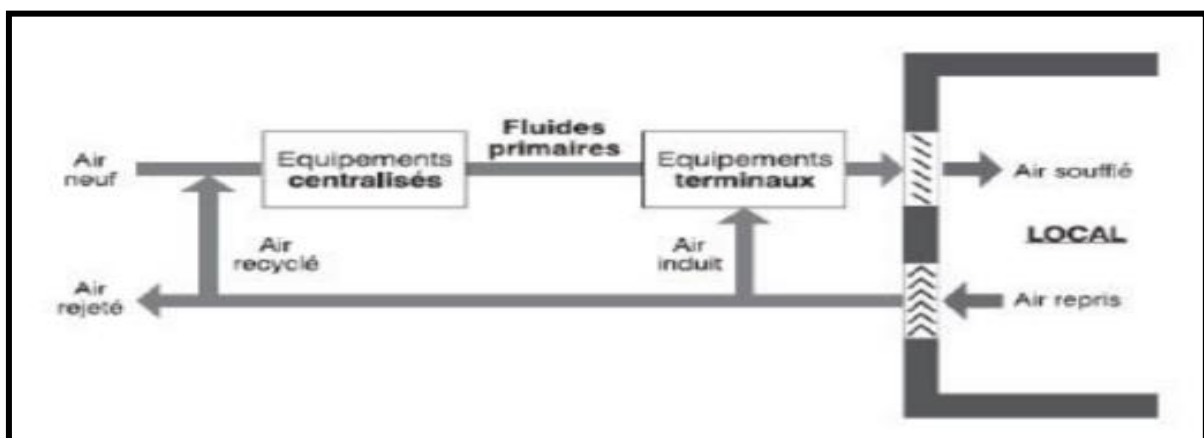 Air
neuf
Equipements
centralisés
Fluides
primaires
Equipements
terminaux
Air soufflé
LOCAL
Air
recyclé
Air
induit
Air
rejeté
Air repris